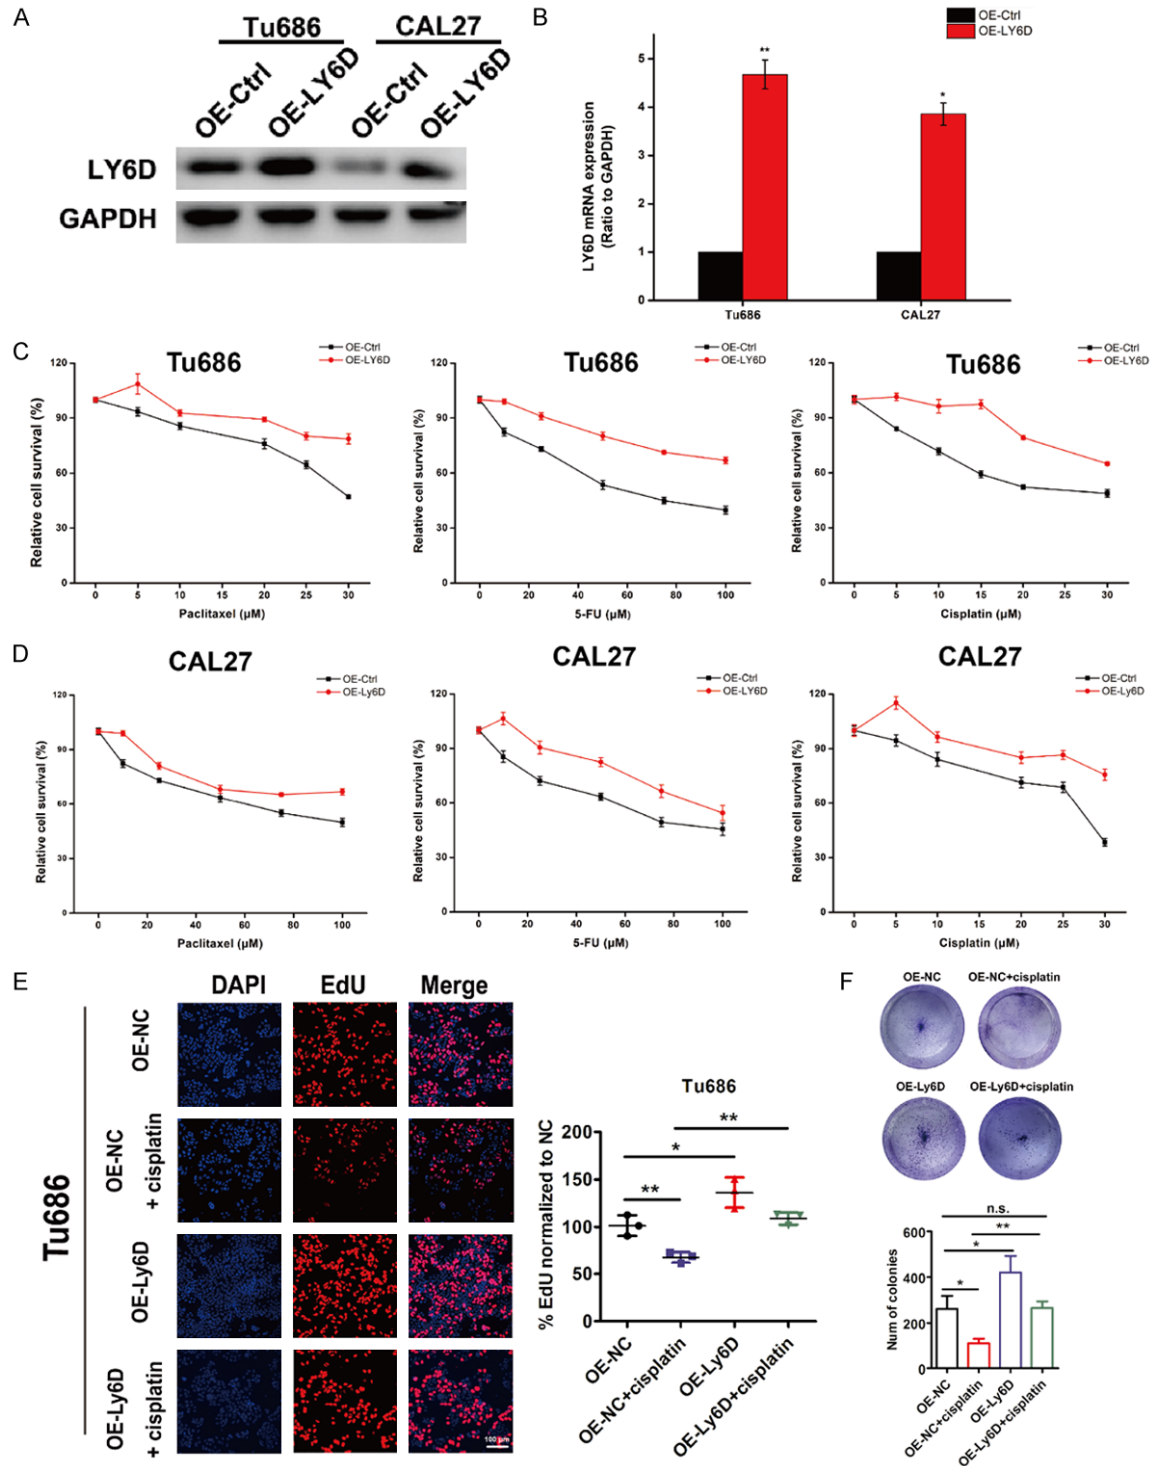 A
Tu686
CAL27
OE-Ctrl
OE-LY6D
OE-Ctrl
OE-LY6D
LY6D
GAPDH
B
OE-Ctrl
OE-LY6D
LY6D mRNA expression
(Ratio to GAPDH)
5
4
3
2
1
0
**
*
Tu686
CAL27
C
Tu686
OE-Ctrl
OE-LY6D
Relative cell survival (%)
120
90
60
30
0
0 5 10 15 20 25 30
Paclitaxel (μM)
Tu686
OE-Ctrl
OE-LY6D
Relative cell survival (%)
120
90
60
30
0
0 20 40 60 80 100
5-FU (μM)
Tu686
OE-Ctrl
OE-LY6D
Relative cell survival (%)
120
90
60
30
0
0 5 10 15 20 25 30
Cisplatin (μM)
D
CAL27
OE-Ctrl
OE-Ly6D
Relative cell survival (%)
120
90
60
30
0
0 20 40 60 80 100
Paclitaxel (μM)
CAL27
OE-Ctrl
OE-LY6D
Relative cell survival (%)
120
90
60
30
0
0 20 40 60 80 100
5-FU (μM)
CAL27
OE-Ctrl
OE-Ly6D
Relative cell survival (%)
120
90
60
30
0
0 5 10 15 20 25 30
Cisplatin (μM)
E
DAPI
EdU
Merge
Tu686
OE-NC
OE-NC
+ cisplatin
OE-Ly6D
OE-Ly6D
+ cisplatin
100 μm
Tu686
% EdU normalized to NC
200
150
100
50
0
**
*
**
OE-NC
OE-NC+cisplatin
OE-Ly6D
OE-Ly6D+cisplatin
F
OE-NC
OE-NC+cisplatin
OE-Ly6D
OE-Ly6D+cisplatin
Num of colonies
600
400
200
0
n.s.
**
*
*
OE-NC
OE-NC+cisplatin
OE-Ly6D
OE-Ly6D+cisplatin